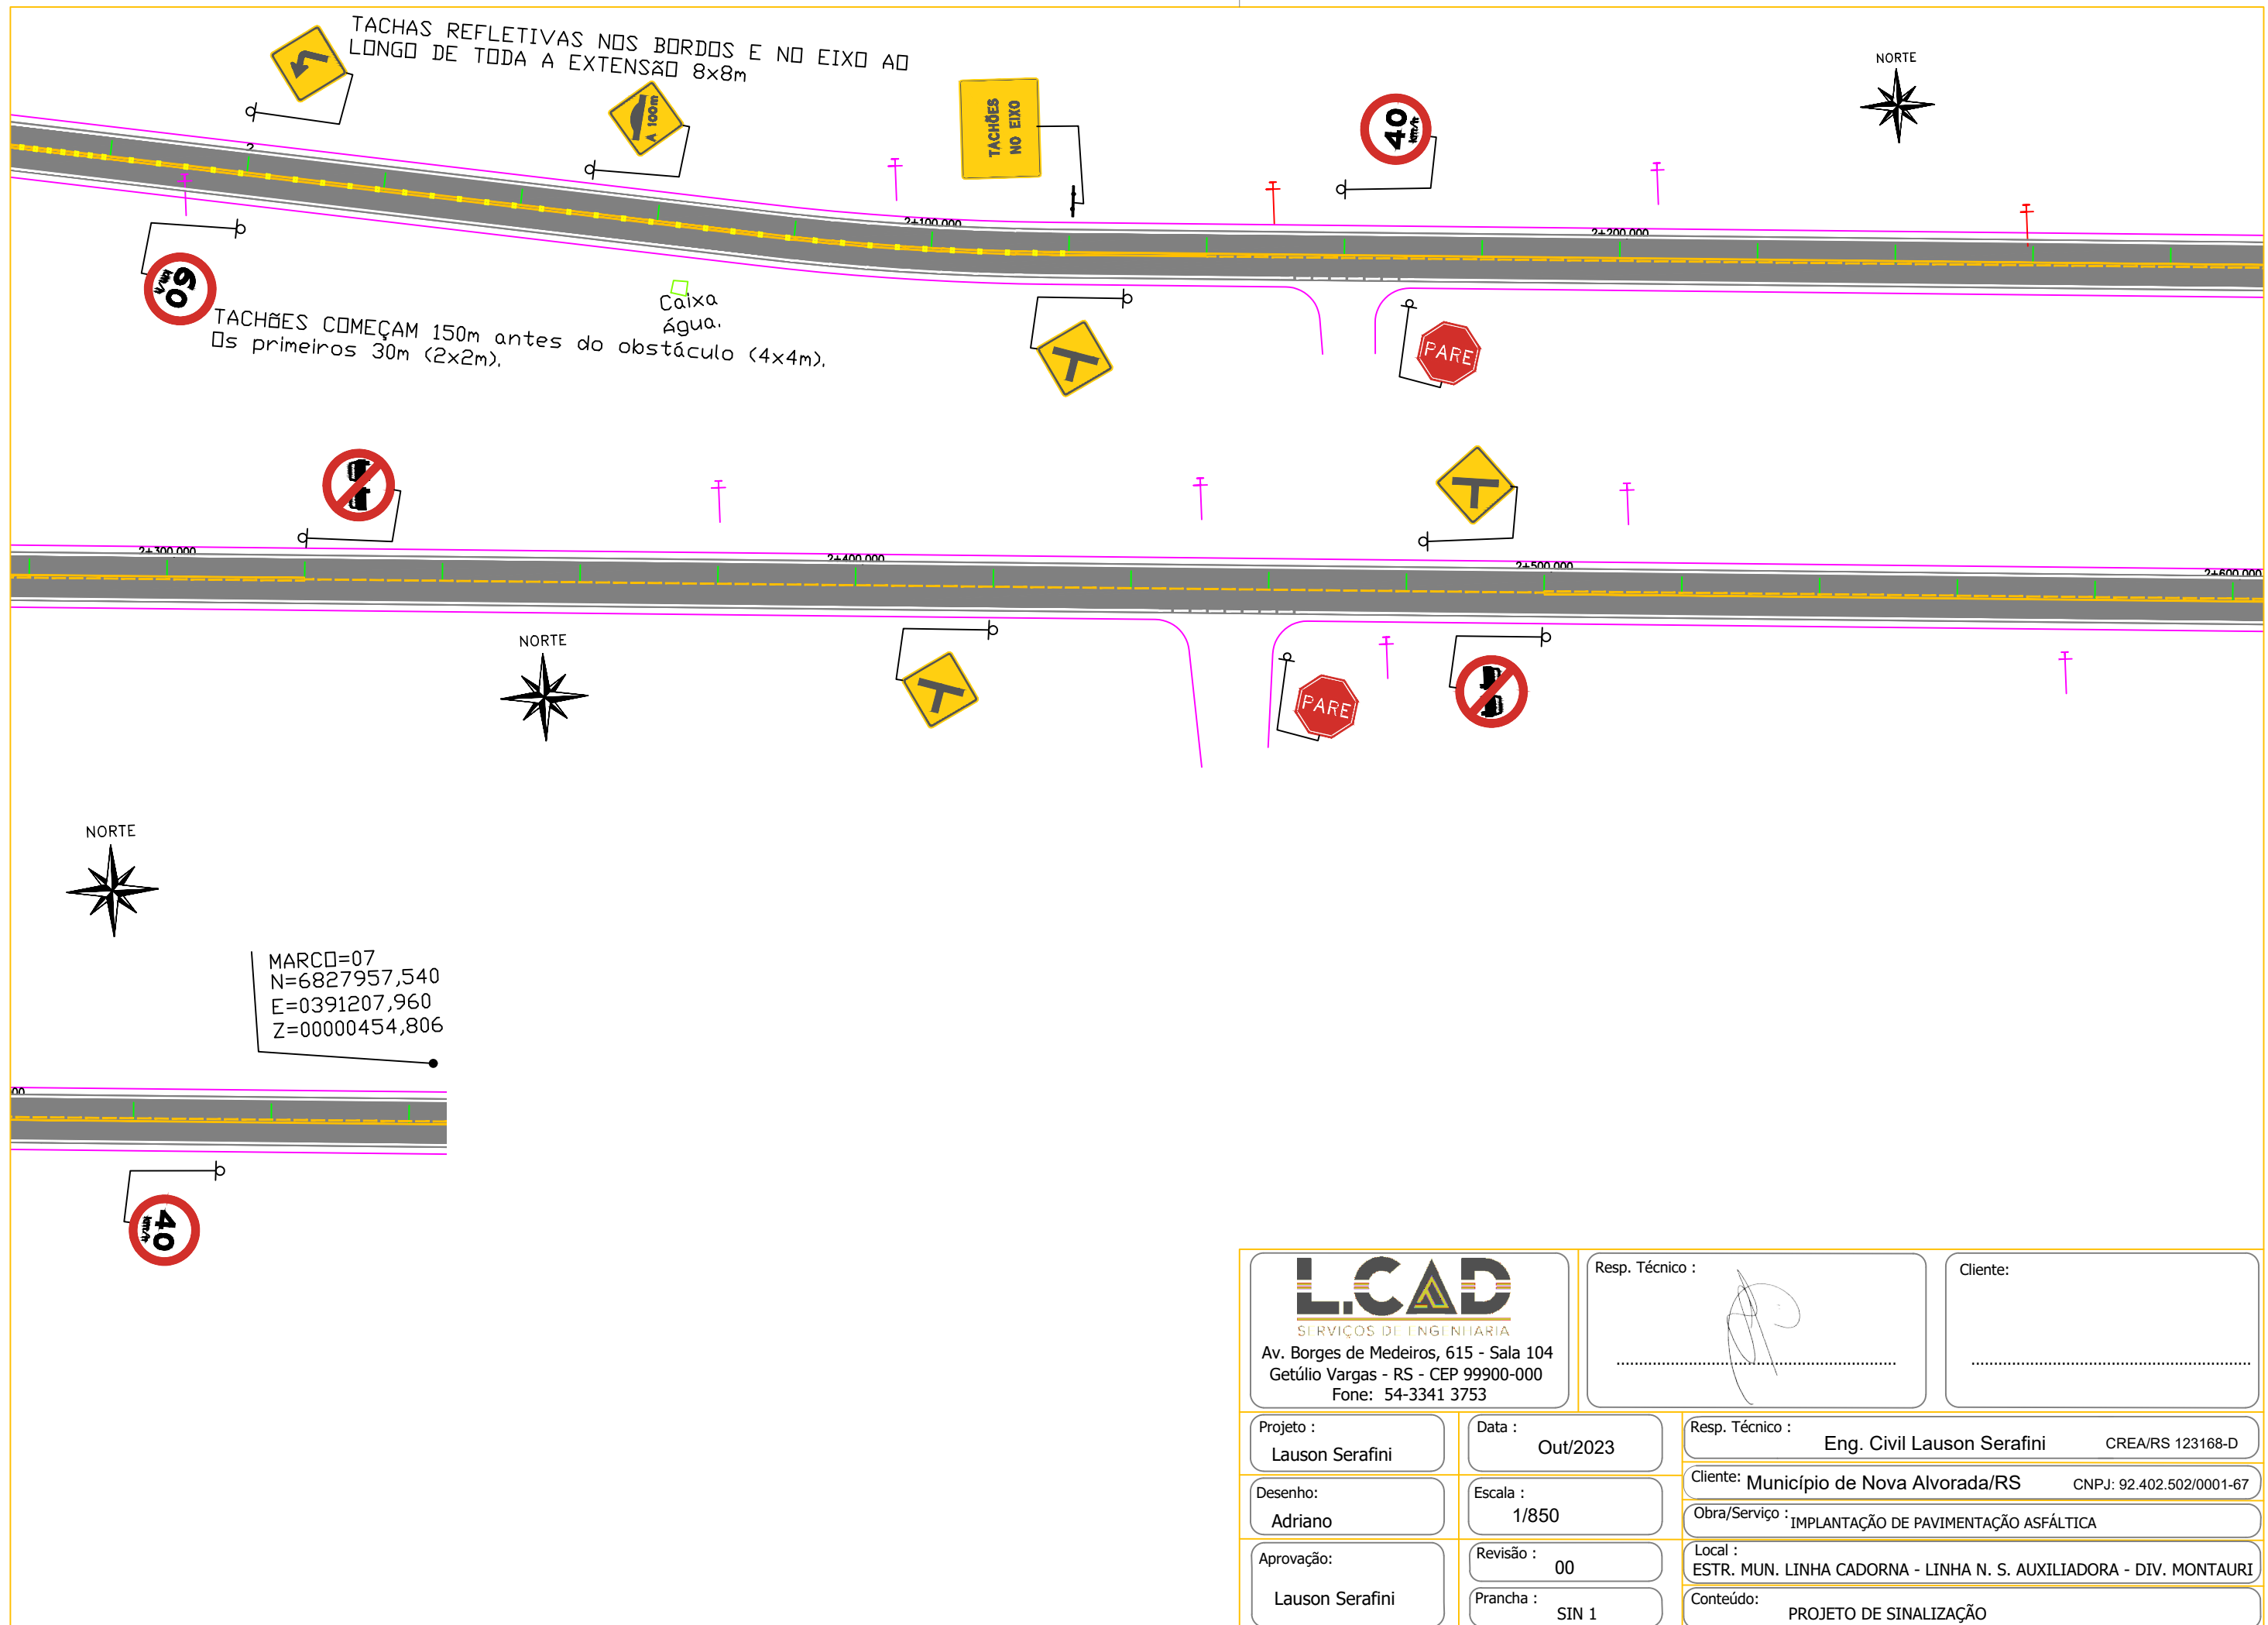 TACHAS REFLETIVAS NOS BORDOS E NO EIXO AO
LONGO DE TODA A EXTENSÃO 8x8m
A 100m
TACHÕES
NO EIXO
40
km/h
NORTE
2
2+100,000
2+200,000
60
km/h
Caixa
água.
TACHÕES COMEÇAM 150m antes do obstáculo (4x4m).
Os primeiros 30m (2x2m).
PARE
2+300,000
2+400,000
2+500,000
2+600,000
NORTE
PARE
NORTE
MARCO=07
N=6827957,540
E=0391207,960
Z=00000454,806
00
40
km/h
L.CAD
SERVIÇOS DE ENGENHARIA
Av. Borges de Medeiros, 615 - Sala 104
Getúlio Vargas - RS - CEP 99900-000
Fone: 54-3341 3753
Resp. Técnico :
Cliente:
Projeto :
Lauson Serafini
Data :
Out/2023
Resp. Técnico :
Eng. Civil Lauson Serafini CREA/RS 123168-D
Cliente: Município de Nova Alvorada/RS CNPJ: 92.402.502/0001-67
Desenho:
Adriano
Escala :
1/850
Obra/Serviço : IMPLANTAÇÃO DE PAVIMENTAÇÃO ASFÁLTICA
Aprovação:
Lauson Serafini
Revisão :
00
Local :
ESTR. MUN. LINHA CADORNA - LINHA N. S. AUXILIADORA - DIV. MONTAURI
Prancha :
SIN 1
Conteúdo:
PROJETO DE SINALIZAÇÃO